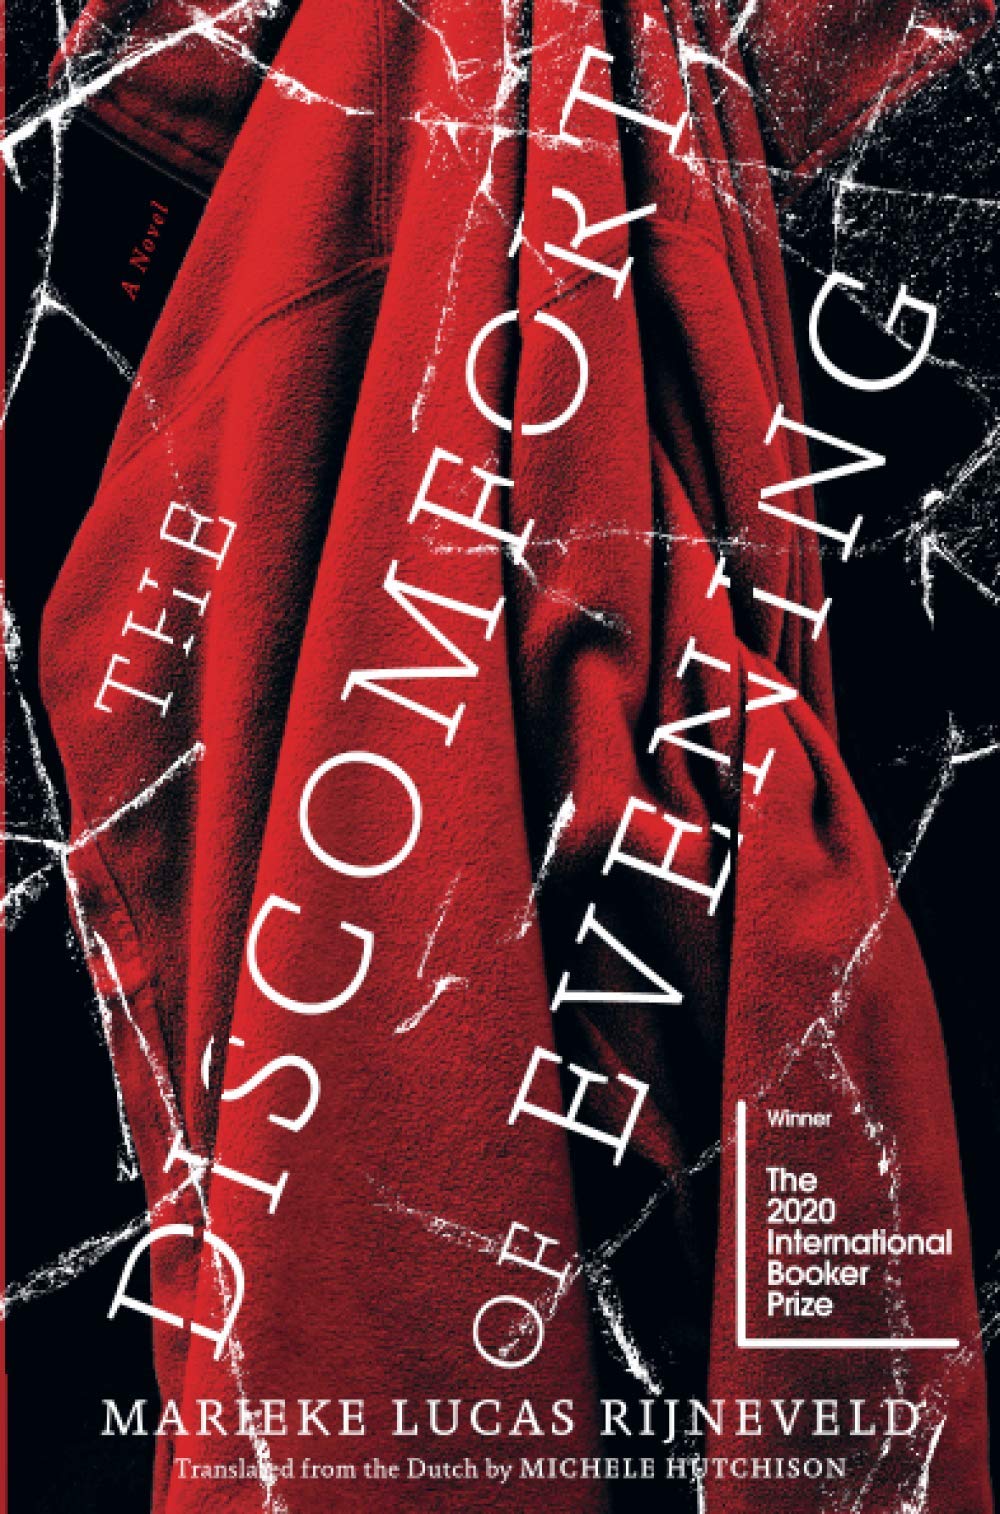 A Novel
THE
DISCOMFORT
OF EVENING
Winner
The
2020
International
Booker
Prize
MARIEKE LUCAS RIJNEVELD
Translated from the Dutch by MICHELE HUTCHISON